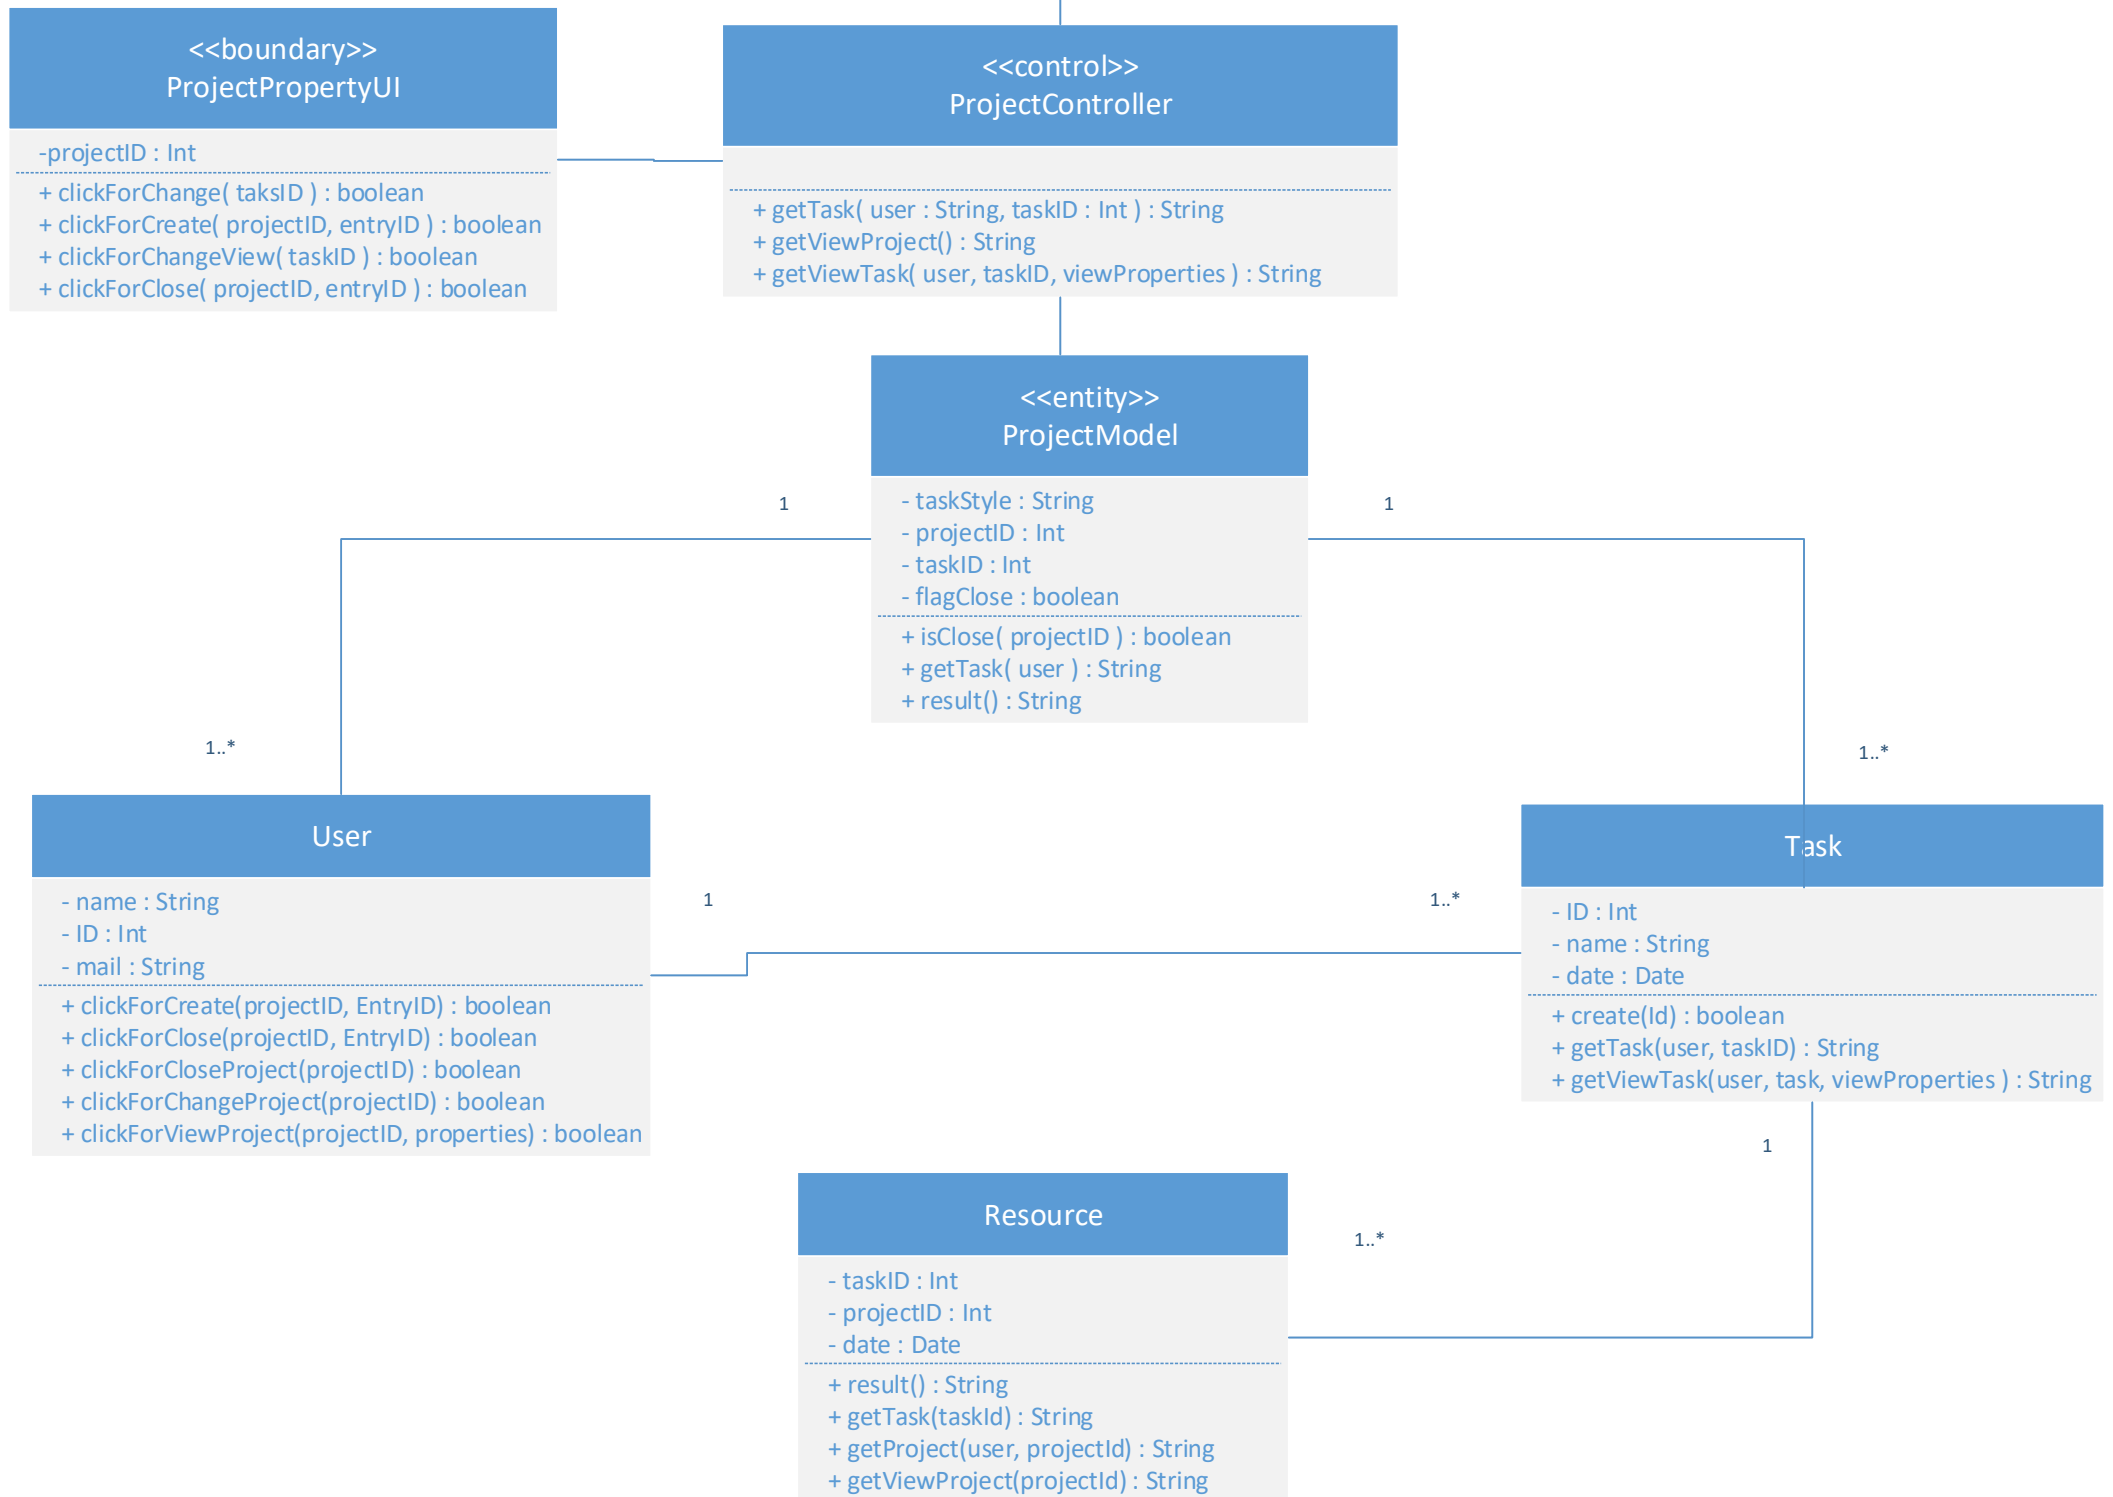 <<boundary>>
ProjectPropertyUI
-projectID : Int
+ clickForChange( taksID ) : boolean
+ clickForCreate( projectID, entryID ) : boolean
+ clickForChangeView( taskID ) : boolean
+ clickForClose( projectID, entryID ) : boolean
<<control>>
ProjectController
+ getTask( user : String, taskID : Int ) : String
+ getViewProject() : String
+ getViewTask( user, taskID, viewProperties ) : String
<<entity>>
ProjectModel
- taskStyle : String
- projectID : Int
- taskID : Int
- flagClose : boolean
+ isClose( projectID ) : boolean
+ getTask( user ) : String
+ result() : String
1
1
1..*
1..*
User
- name : String
- ID : Int
- mail : String
+ clickForCreate(projectID, EntryID) : boolean
+ clickForClose(projectID, EntryID) : boolean
+ clickForCloseProject(projectID) : boolean
+ clickForChangeProject(projectID) : boolean
+ clickForViewProject(projectID, properties) : boolean
1
1..*
Task
- ID : Int
- name : String
- date : Date
+ create(Id) : boolean
+ getTask(user, taskID) : String
+ getViewTask(user, task, viewProperties ) : String
1
1..*
Resource
- taskID : Int
- projectID : Int
- date : Date
+ result() : String
+ getTask(taskId) : String
+ getProject(user, projectId) : String
+ getViewProject(projectId) : String